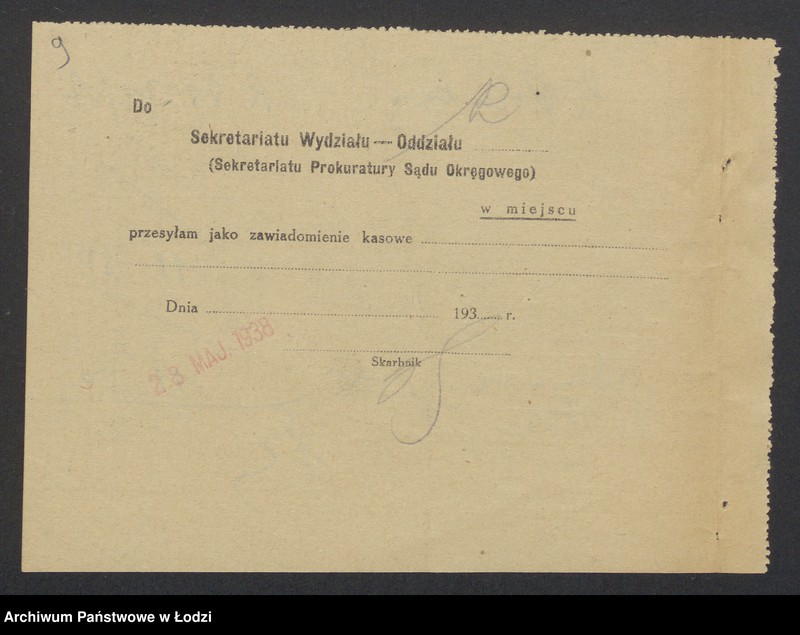 9
Do
Sekretariatu Wydziału — Oddziału ............
(Sekretariatu Prokuratury Sądu Okręgowego)
w miejscu
przesyłam jako zawiadomienie kasowe ............
Dnia ............ 193...... r.
28 MAJ. 1938
Skarbnik
Archiwum Państwowe w Łodzi